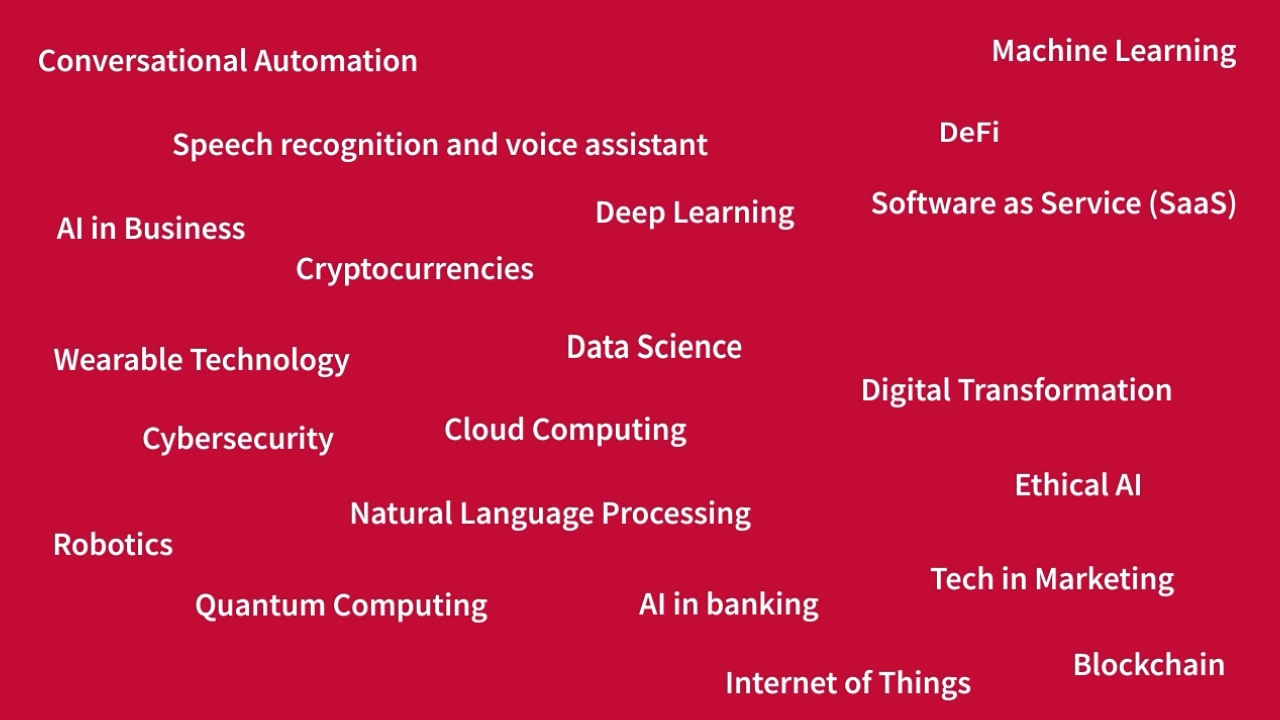 Conversational Automation
Machine Learning
Speech recognition and voice assistant
DeFi
Deep Learning
Software as Service (SaaS)
AI in Business
Cryptocurrencies
Data Science
Wearable Technology
Digital Transformation
Cloud Computing
Cybersecurity
Ethical AI
Natural Language Processing
Robotics
Tech in Marketing
Quantum Computing
AI in banking
Blockchain
Internet of Things